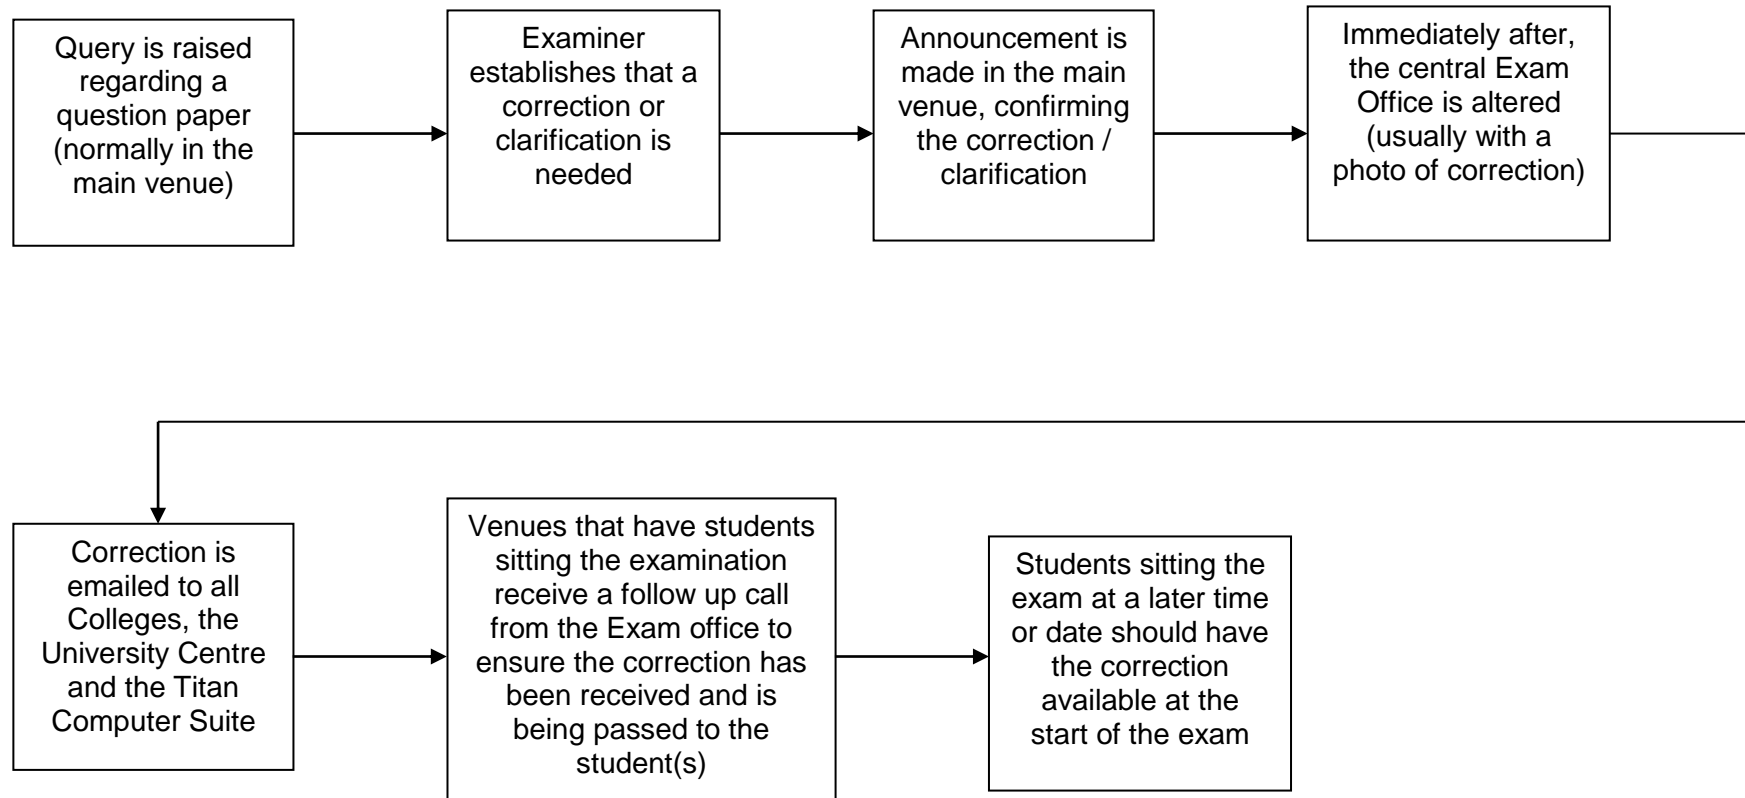 Query is raised
regarding a
question paper
(normally in the
main venue)
Examiner
establishes that a
correction or
clarification is
needed
Announcement is
made in the main
venue, confirming
the correction /
clarification
Immediately after,
the central Exam
Office is altered
(usually with a
photo of correction)
Correction is
emailed to all
Colleges, the
University Centre
and the Titan
Computer Suite
Venues that have students
sitting the examination
receive a follow up call
from the Exam office to
ensure the correction has
been received and is
being passed to the
student(s)
Students sitting the
exam at a later time
or date should have
the correction
available at the
start of the exam